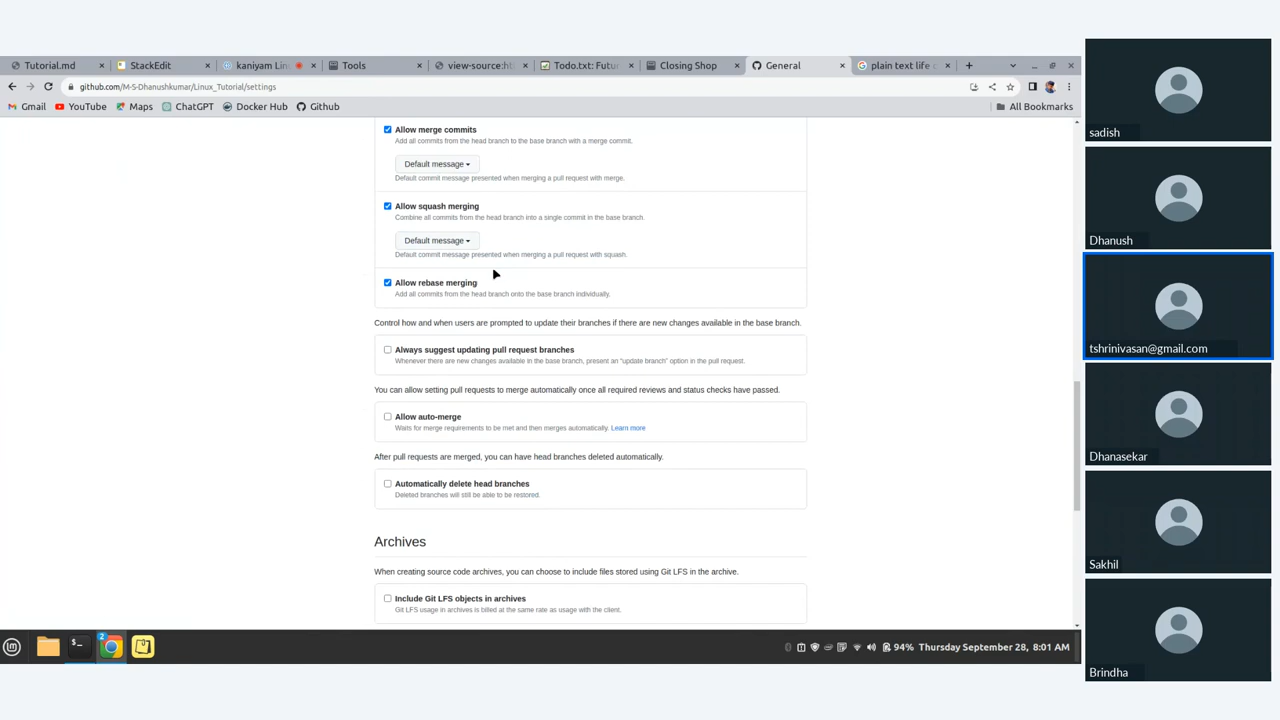 Tutorial.md
StackEdit
kaniyam Lin
Tools
view-source:ht
Todo.txt: Futu
Closing Shop
General
plain text life c
github.com/M-S-Dhanushkumar/Linux_Tutorial/settings
Gmail
YouTube
Maps
ChatGPT
Docker Hub
Github
All Bookmarks
Allow merge commits
Add all commits from the head branch to the base branch with a merge commit.
Default message
Default commit message presented when merging a pull request with merge.
Allow squash merging
Combine all commits from the head branch into a single commit in the base branch.
Default message
Default commit message presented when merging a pull request with squash.
Allow rebase merging
Add all commits from the head branch onto the base branch individually.
Control how and when users are prompted to update their branches if there are new changes available in the base branch.
Always suggest updating pull request branches
Whenever there are new changes available in the base branch, present an “update branch” option in the pull request.
You can allow setting pull requests to merge automatically once all required reviews and status checks have passed.
Allow auto-merge
Waits for merge requirements to be met and then merges automatically. Learn more
After pull requests are merged, you can have head branches deleted automatically.
Automatically delete head branches
Deleted branches will still be able to be restored.
Archives
When creating source code archives, you can choose to include files stored using Git LFS in the archive.
Include Git LFS objects in archives
Git LFS usage in archives is billed at the same rate as usage with the client.
2
94%
Thursday September 28, 8:01 AM
sadish
Dhanush
tshrinivasan@gmail.com
Dhanasekar
Sakhil
Brindha